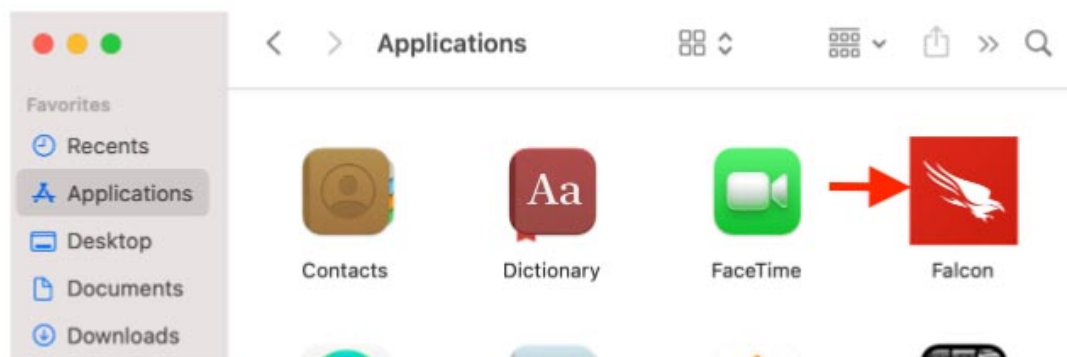 Applications
Favorites
Recents
Applications
Desktop
Documents
Downloads
Aa
Contacts
Dictionary
FaceTime
Falcon